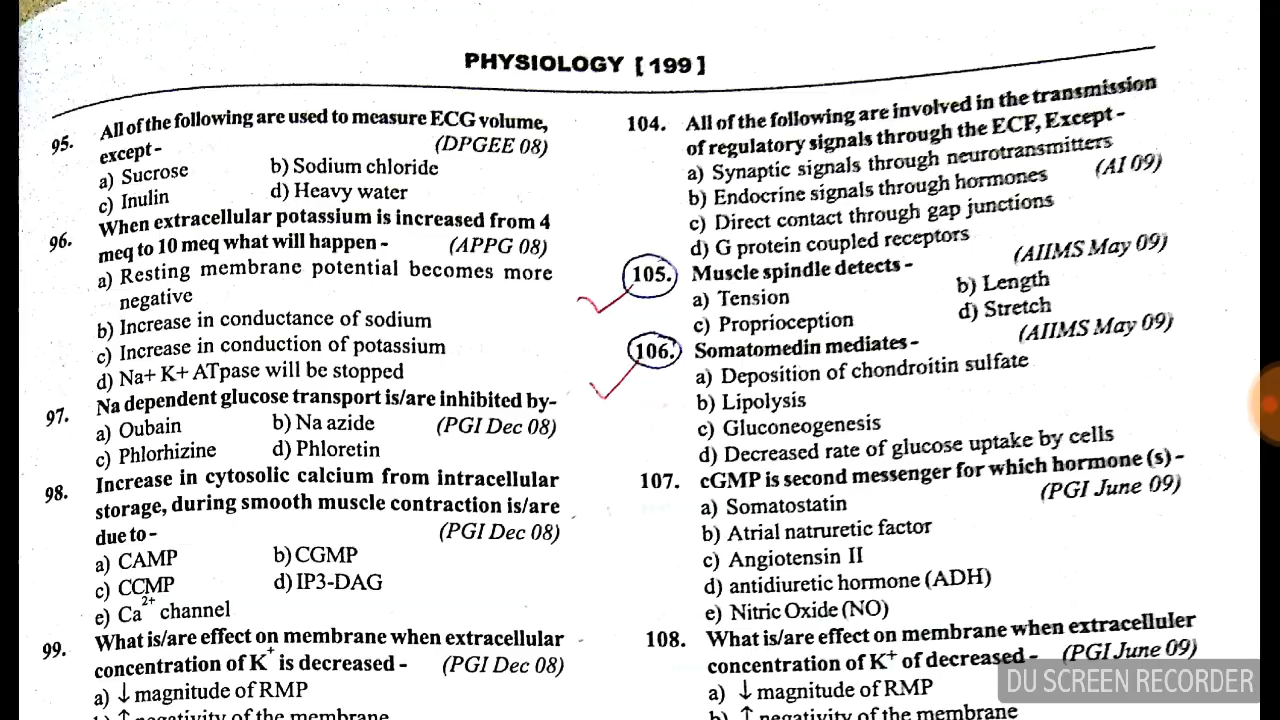 PHYSIOLOGY [ 199 ]
95. All of the following are used to measure ECG volume,
except- (DPGEE 08)
a) Sucrose b) Sodium chloride
c) Inulin d) Heavy water
96. When extracellular potassium is increased from 4
meq to 10 meq what will happen - (APPG 08)
a) Resting membrane potential becomes more
negative
b) Increase in conductance of sodium
c) Increase in conduction of potassium
d) Na+ K+ ATpase will be stopped
97. Na dependent glucose transport is/are inhibited by-
a) Oubain b) Na azide (PGI Dec 08)
c) Phlorhizine d) Phloretin
98. Increase in cytosolic calcium from intracellular
storage, during smooth muscle contraction is/are
due to - (PGI Dec 08)
a) CAMP b) CGMP
c) CCMP d) IP3-DAG
e) Ca2+ channel
99. What is/are effect on membrane when extracellular
concentration of K+ is decreased - (PGI Dec 08)
a) ↓ magnitude of RMP
b) ↑ negativity of the membrane
104. All of the following are involved in the transmission
of regulatory signals through the ECF, Except -
a) Synaptic signals through neurotransmitters
b) Endocrine signals through hormones (AI 09)
c) Direct contact through gap junctions
d) G protein coupled receptors
105. Muscle spindle detects - (AIIMS May 09)
a) Tension b) Length
c) Proprioception d) Stretch
106. Somatomedin mediates - (AIIMS May 09)
a) Deposition of chondroitin sulfate
b) Lipolysis
c) Gluconeogenesis
d) Decreased rate of glucose uptake by cells
107. cGMP is second messenger for which hormone (s) -
a) Somatostatin (PGI June 09)
b) Atrial natruretic factor
c) Angiotensin II
d) antidiuretic hormone (ADH)
e) Nitric Oxide (NO)
108. What is/are effect on membrane when extracelluler
concentration of K+ of decreased - (PGI June 09)
a) ↓ magnitude of RMP
b) ↑ negativity of the membrane
DU SCREEN RECORDER